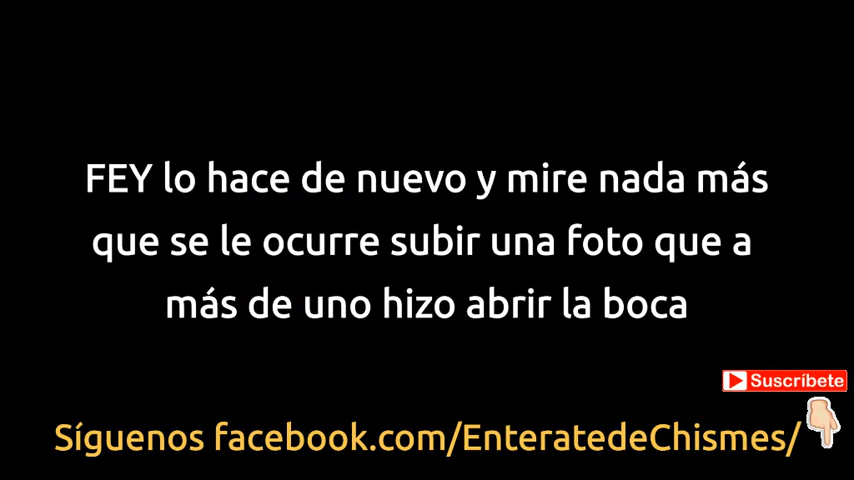 FEY lo hace de nuevo y mire nada más
que se le ocurre subir una foto que a
más de uno hizo abrir la boca
Suscríbete
Síguenos facebook.com/EnteratedeChismes/